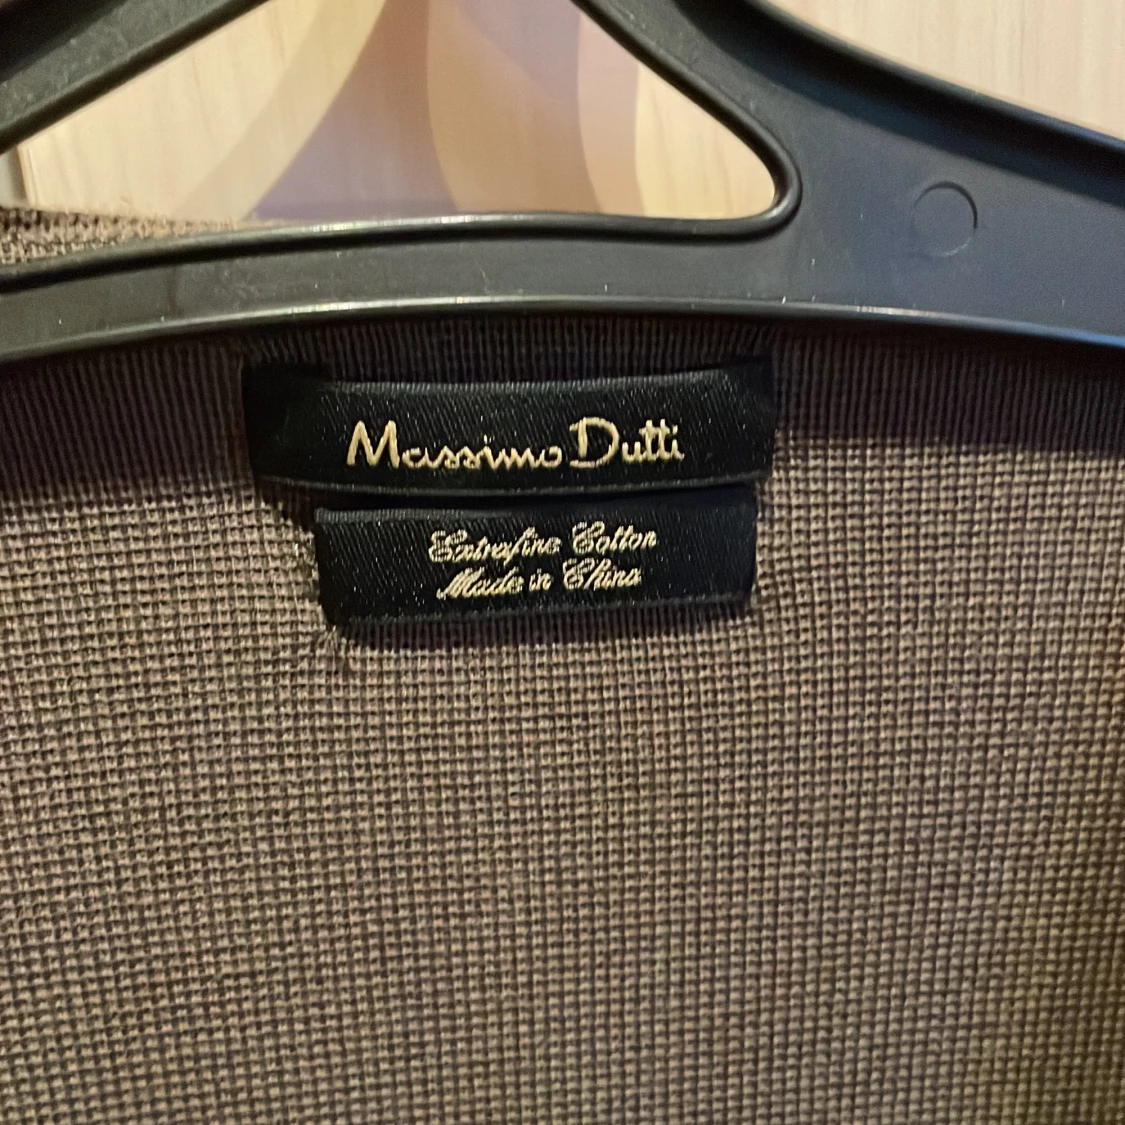 Massimo Dutti
Extrafine Cotton
Made in China